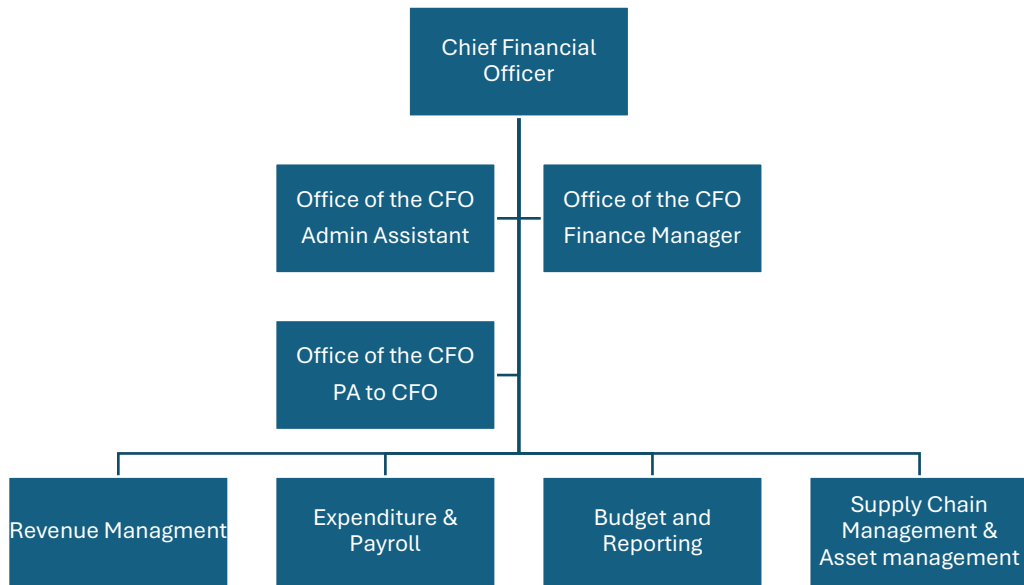 Chief Financial
Officer
Office of the CFO
Admin Assistant
Office of the CFO
Finance Manager
Office of the CFO
PA to CFO
Revenue Managment
Expenditure &
Payroll
Budget and
Reporting
Supply Chain
Management &
Asset management